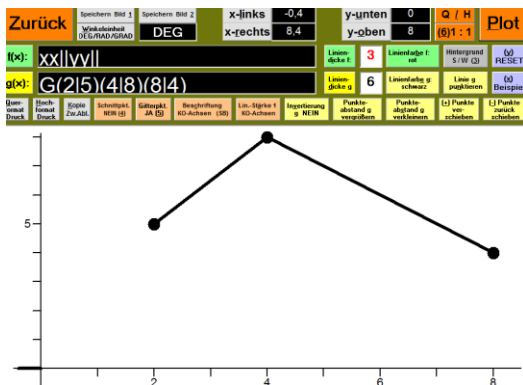 Zurück
Speichern Bild 1
Speichern Bild 2
Winkeleinheit
DEG/RAD/GRAD
DEG
x-links -0,4
x-rechts 8,4
y-unten 0
y-oben 8
Q / H
(6)1 : 1
Plot
f(x): xx||yy||
Linien-
dicke f: 3
Linienfarbe f:
rot
Hintergrund
S / W (3)
(y)
RESET
g(x): G(2|5)(4|8)(8|4)
Linien-
dicke g 6
Linienfarbe g:
schwarz
Linie g
punktieren
(x)
Beispie
Quer-
format
Druck
Hoch-
format
Druck
Kopie
Zw.Abl.
Schnittpkt.
NEIN (4)
Gitterpkt.
JA (5)
Beschriftung
KO-Achsen (SB)
Lin.-Stärke f
KO-Achsen
Invertierung
g NEIN
Punkte-
abstand g
vergrößern
Punkte-
abstand g
verkleinern
(+) Punkte
ver-
schieben
(-) Punkte
zurück
schieben
5
2 4 6 8